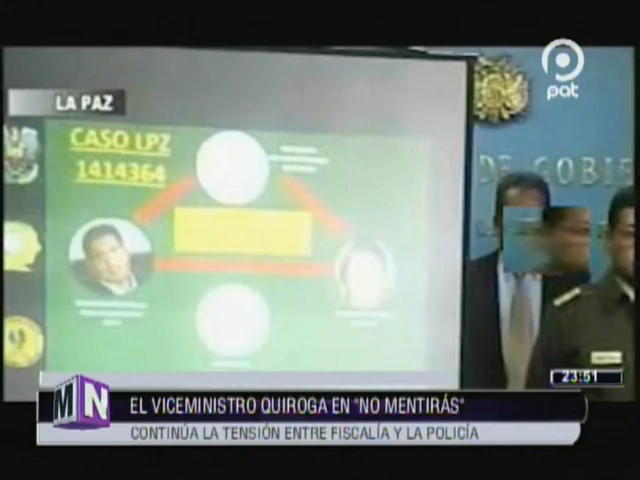 pat
LA PAZ
CASO LPZ
1414364
DE GOBIE
23:51
MN
EL VICEMINISTRO QUIROGA EN "NO MENTIRÁS"
CONTINÚA LA TENSIÓN ENTRE FISCALÍA Y LA POLICÍA